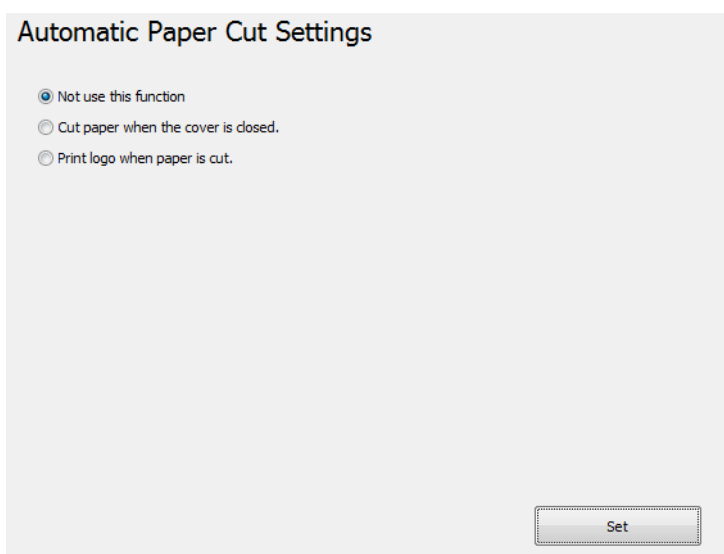 Automatic Paper Cut Settings
Not use this function
Cut paper when the cover is closed.
Print logo when paper is cut.
Set